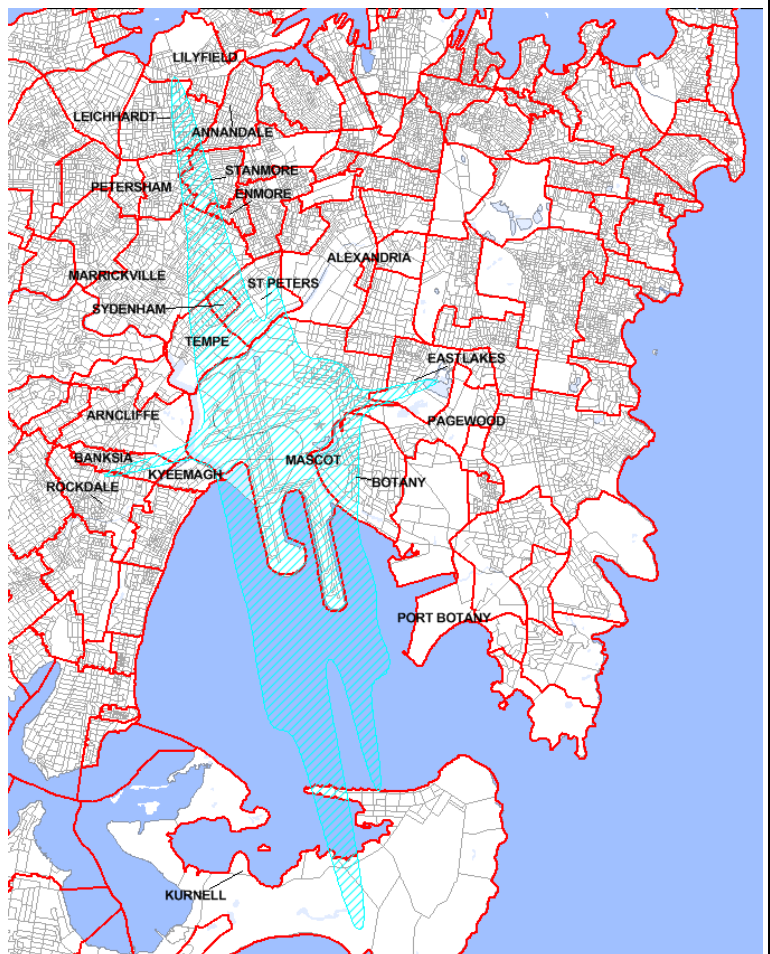 LILYFIELD
LEICHHARDT
ANNANDALE
STANMORE
PETERSHAM
ENMORE
ALEXANDRIA
MARRICKVILLE
ST PETERS
SYDENHAM
TEMPE
EASTLAKES
ARNCLIFFE
PAGEWOOD
BANKSIA
MASCOT
KYEEMAGH
BOTANY
ROCKDALE
PORT BOTANY
KURNELL